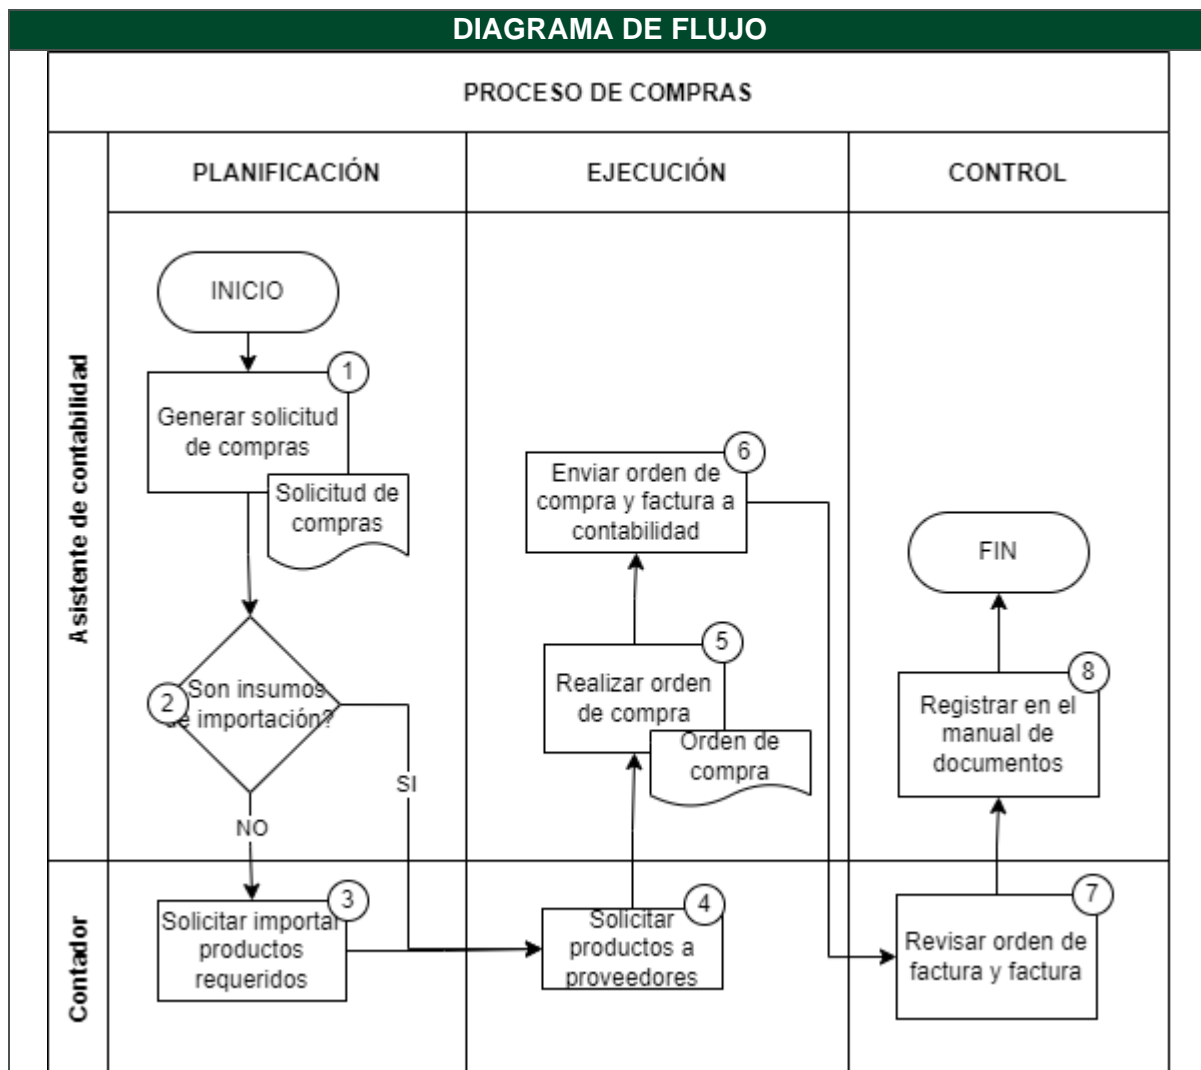 DIAGRAMA DE FLUJO
PROCESO DE COMPRAS
PLANIFICACIÓN
EJECUCIÓN
CONTROL
Asistente de contabilidad
INICIO
1
Generar solicitud
de compras
Solicitud de
compras
2
Son insumos
de importación?
SI
NO
6
Enviar orden de
compra y factura a
contabilidad
5
Realizar orden
de compra
Orden de
compra
FIN
8
Registrar en el
manual de
documentos
Contador
3
Solicitar importar
productos
requeridos
4
Solicitar
productos a
proveedores
7
Revisar orden de
factura y factura